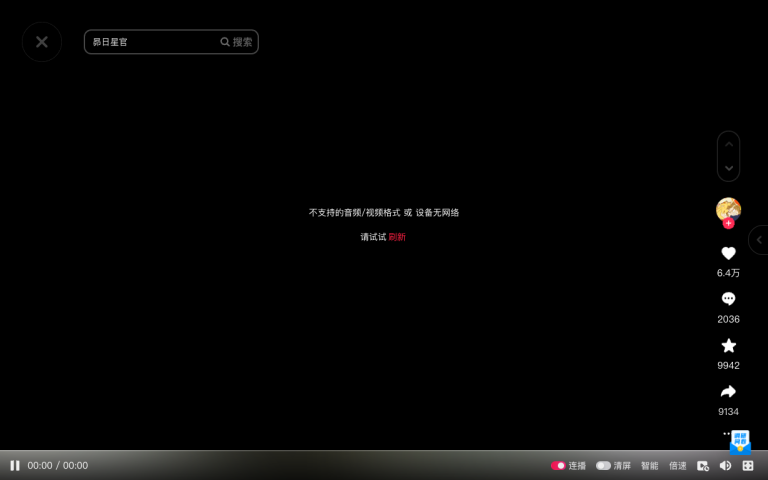 昴日星官
搜索
不支持的音频/视频格式 或 设备无网络
请试试 刷新
6.4万
2036
9942
9134
00:00 / 00:00
连播
清屏
智能
倍速